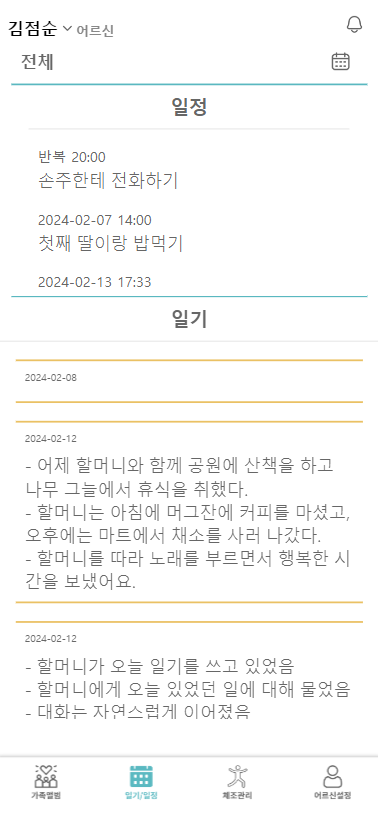 김점순 어르신
전체
일정
반복 20:00
손주한테 전화하기
2024-02-07 14:00
첫째 딸이랑 밥먹기
2024-02-13 17:33
일기
2024-02-08
2024-02-12
- 어제 할머니와 함께 공원에 산책을 하고
나무 그늘에서 휴식을 취했다.
- 할머니는 아침에 머그잔에 커피를 마셨고,
오후에는 마트에서 채소를 사러 나갔다.
- 할머니를 따라 노래를 부르면서 행복한 시
간을 보냈어요.
2024-02-12
- 할머니가 오늘 일기를 쓰고 있었음
- 할머니에게 오늘 있었던 일에 대해 물었음
- 대화는 자연스럽게 이어졌음
가족앨범 일기/일정 체조관리 어르신설정